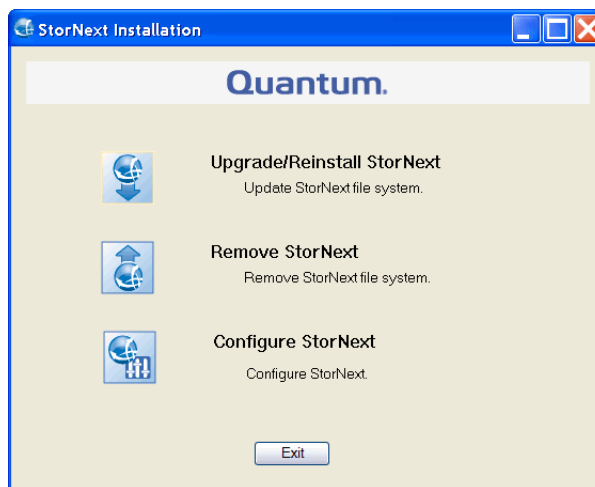 StorNext Installation
Quantum.
Upgrade/Reinstall StorNext
Update StorNext file system.
Remove StorNext
Remove StorNext file system.
Configure StorNext
Configure StorNext.
Exit